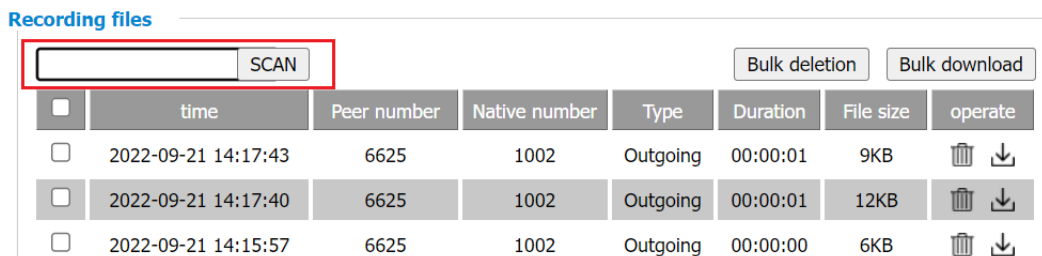 Recording files
SCAN Bulk deletion Bulk download
time Peer number Native number Type Duration File size operate
2022-09-21 14:17:43 6625 1002 Outgoing 00:00:01 9KB
2022-09-21 14:17:40 6625 1002 Outgoing 00:00:01 12KB
2022-09-21 14:15:57 6625 1002 Outgoing 00:00:00 6KB